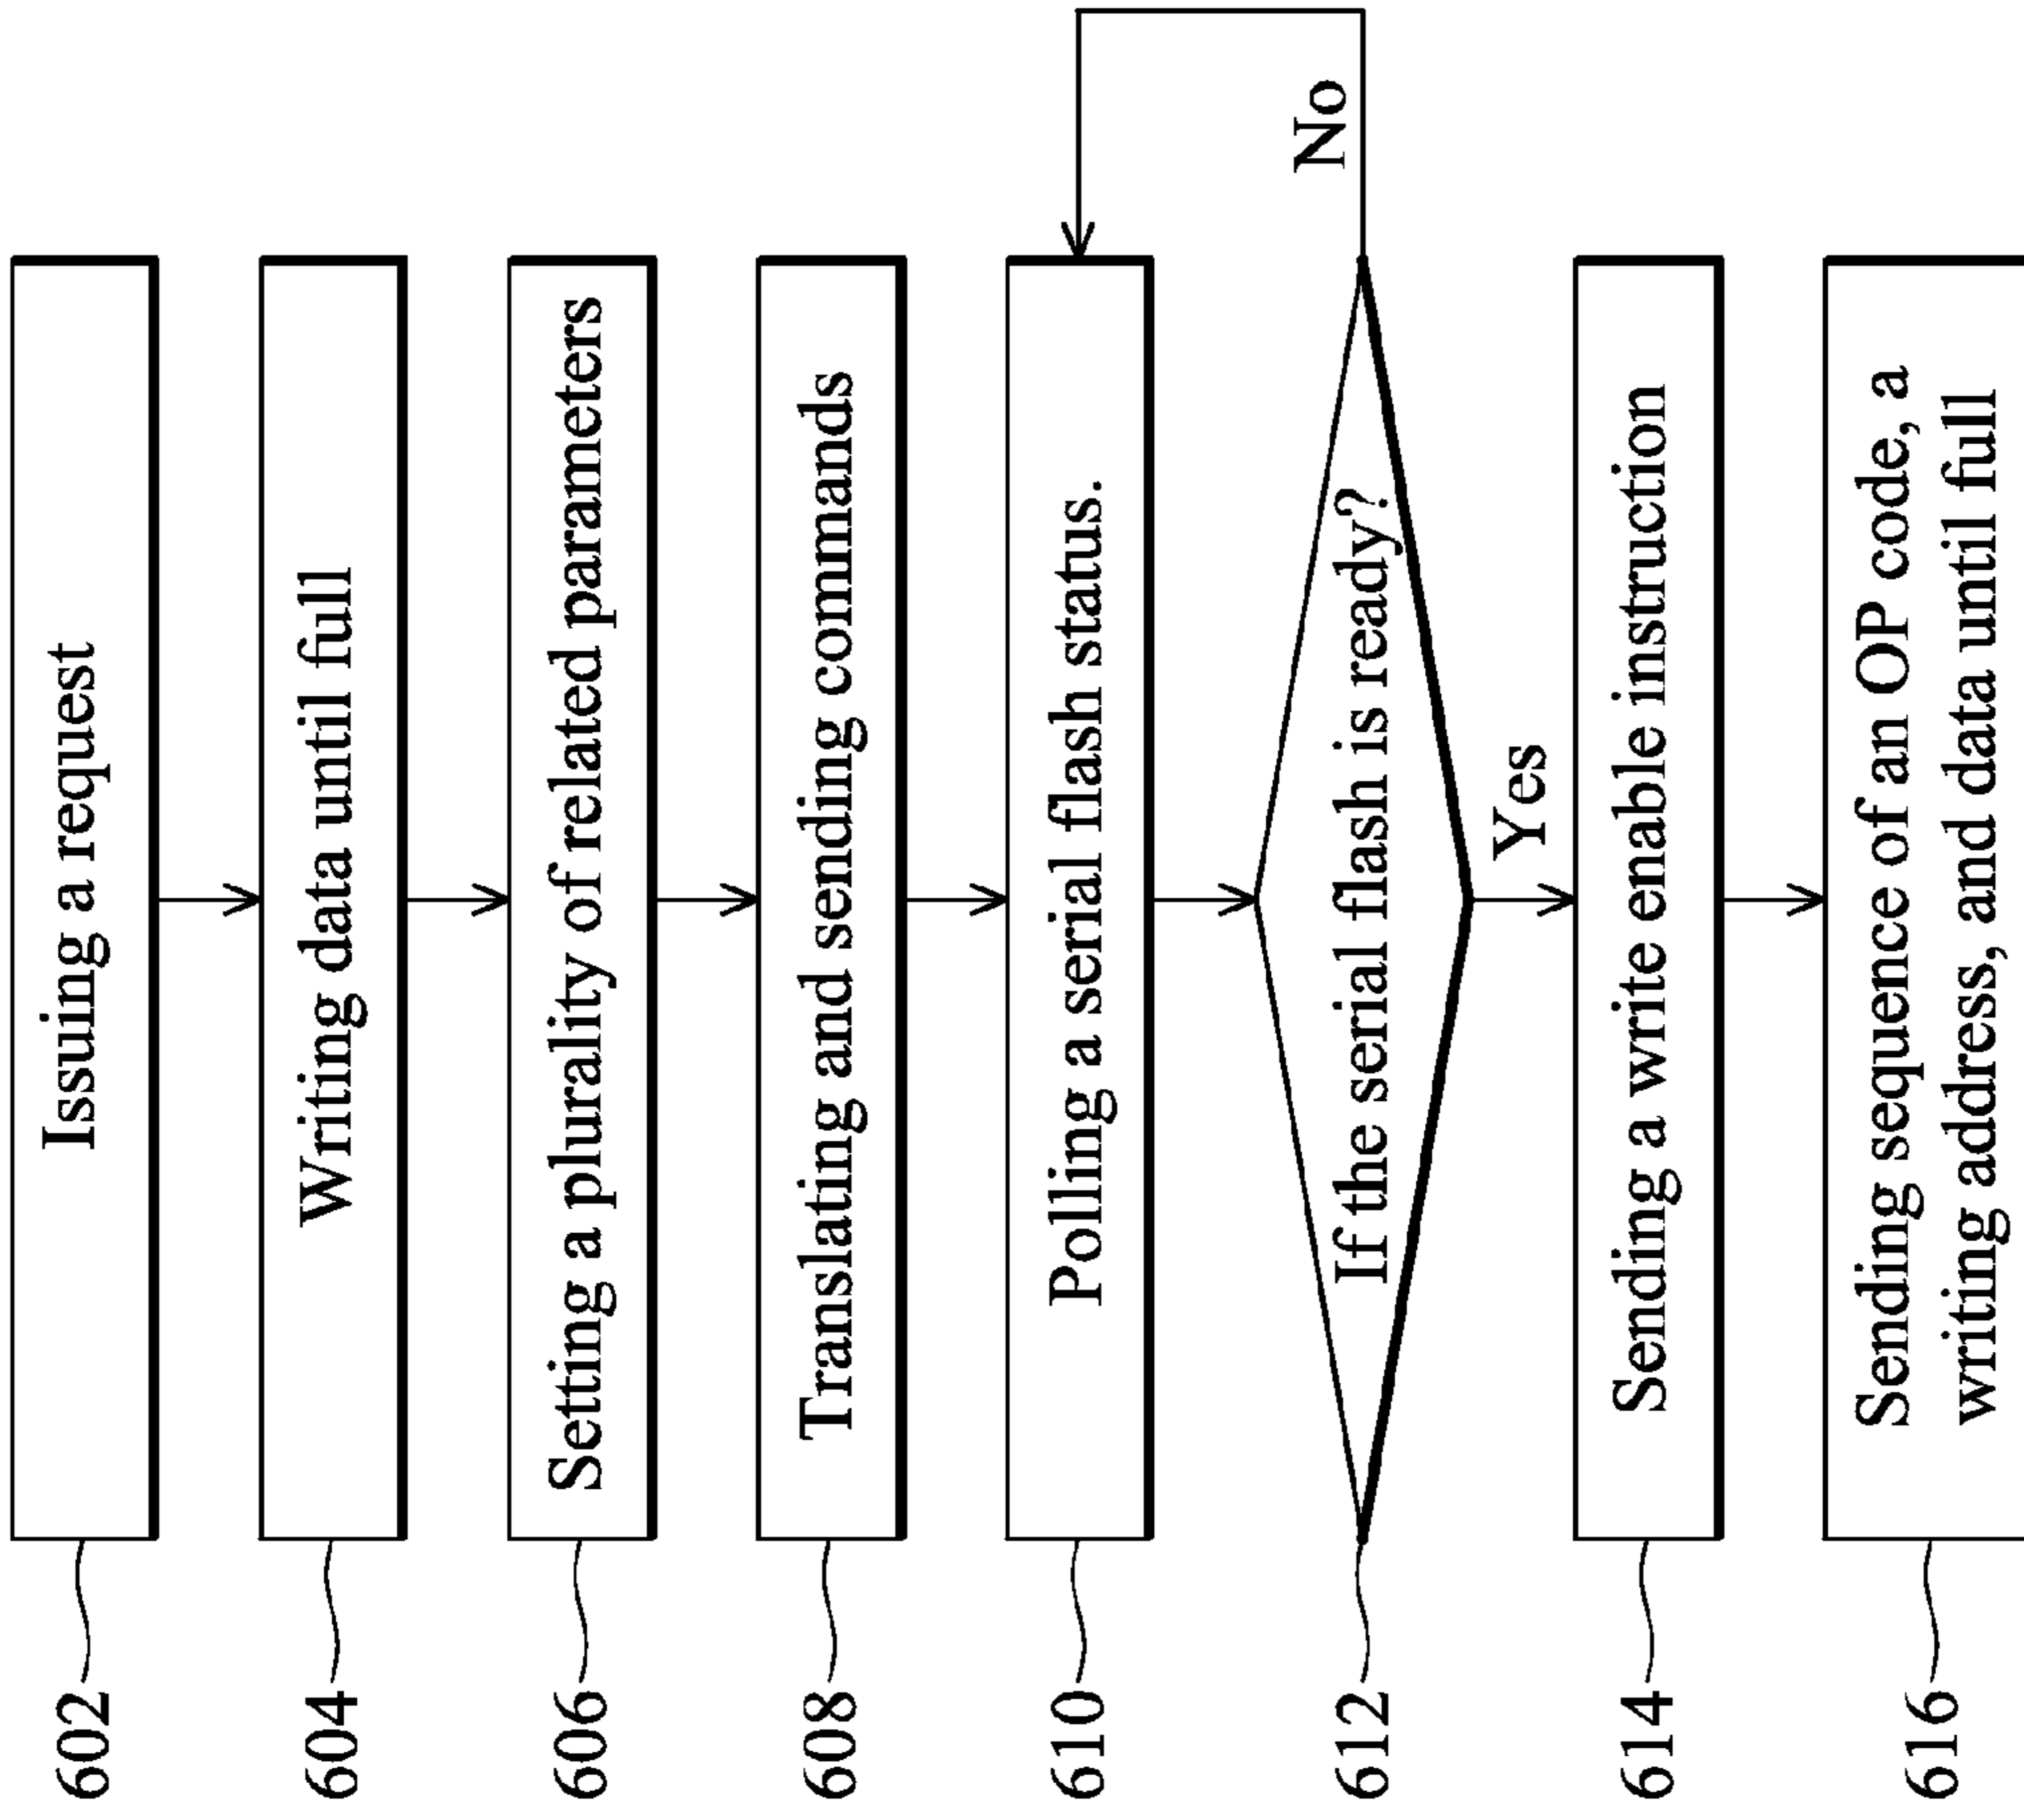 602
Issuing a request
604
Writing data until full
606
Setting a plurality of related parameters
608
Translating and sending commands
610
Polling a serial flash status.
612
If the serial flash is ready?
No
Yes
614
Sending a write enable instruction
616
Sending sequence of an OP code, a
writing address, and data until full